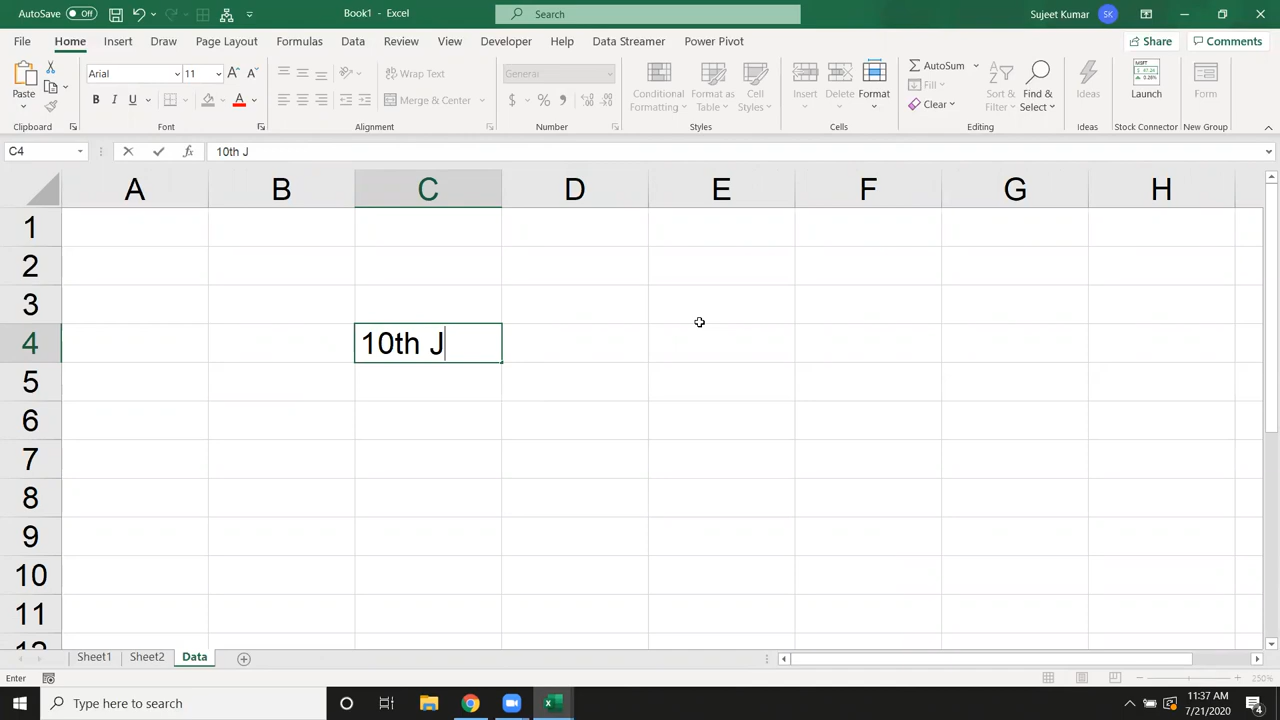 AutoSave Off Book1 - Excel Search Sujeet Kumar SK
File Home Insert Draw Page Layout Formulas Data Review View Developer Help Data Streamer Power Pivot Share Comments
Paste Arial 11 A A Wrap Text General Conditional Formatting Format as Table Cell Styles Insert Delete Format AutoSum Fill Clear Sort & Filter Find & Select Ideas MSFT Launch Form
B I U A Merge & Center $ %
Clipboard Font Alignment Number Styles Cells Editing Ideas Stock Connector New Group
C4 fx 10th J
A B C D E F G H
1
2
3
4 10th J
5
6
7
8
9
10
11
12
Sheet1 Sheet2 Data
Enter 250%
Type here to search 11:37 AM
7/21/2020